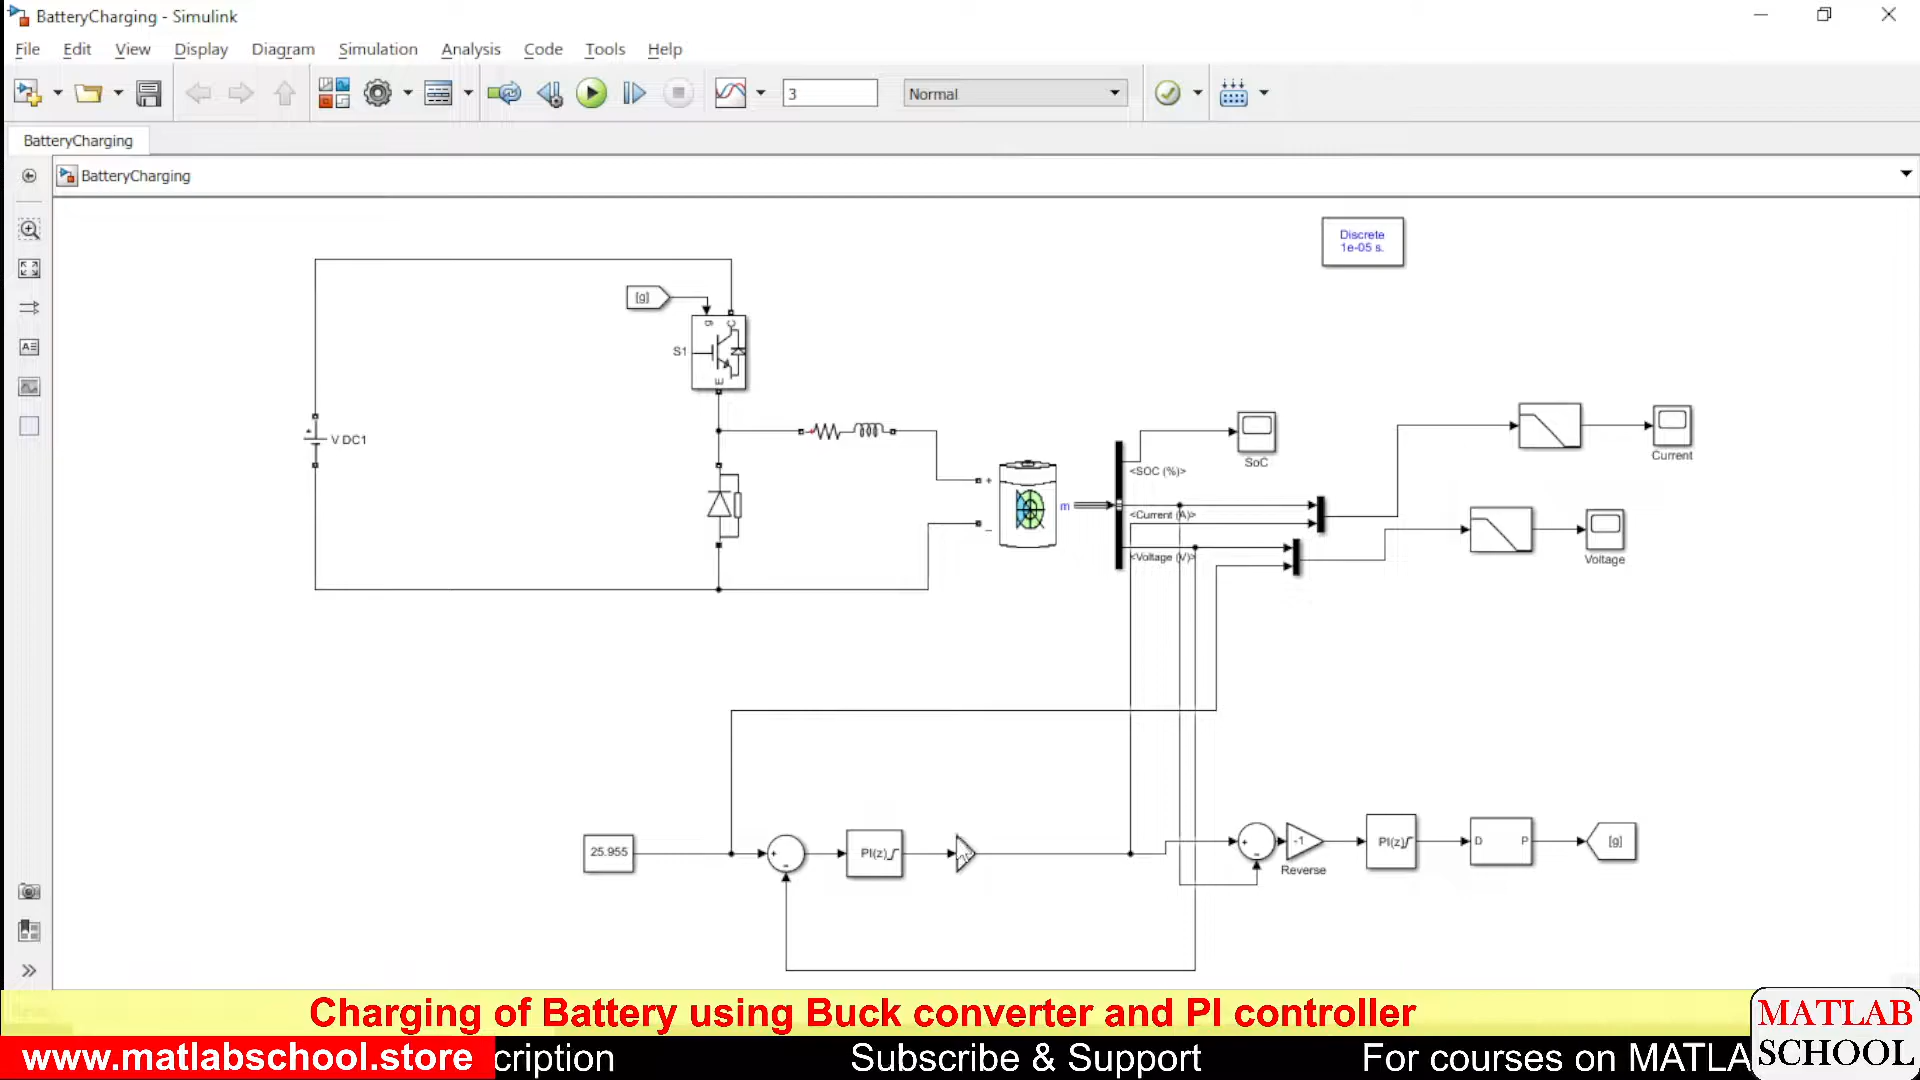 BatteryCharging - Simulink
File Edit View Display Diagram Simulation Analysis Code Tools Help
3 Normal
BatteryCharging
BatteryCharging
Discrete
1e-05 s.
[g]
g C
S1
E
V DC1
+
m
<SOC (%)>
SoC
<Current (A)>
Current
<Voltage (V)>
Voltage
25.955
PI(z)
-1
Reverse
PI(z)
D P
[g]
Charging of Battery using Buck converter and PI controller
www.matlabschool.store cription Subscribe & Support For courses on MATLA
MATLAB
SCHOOL